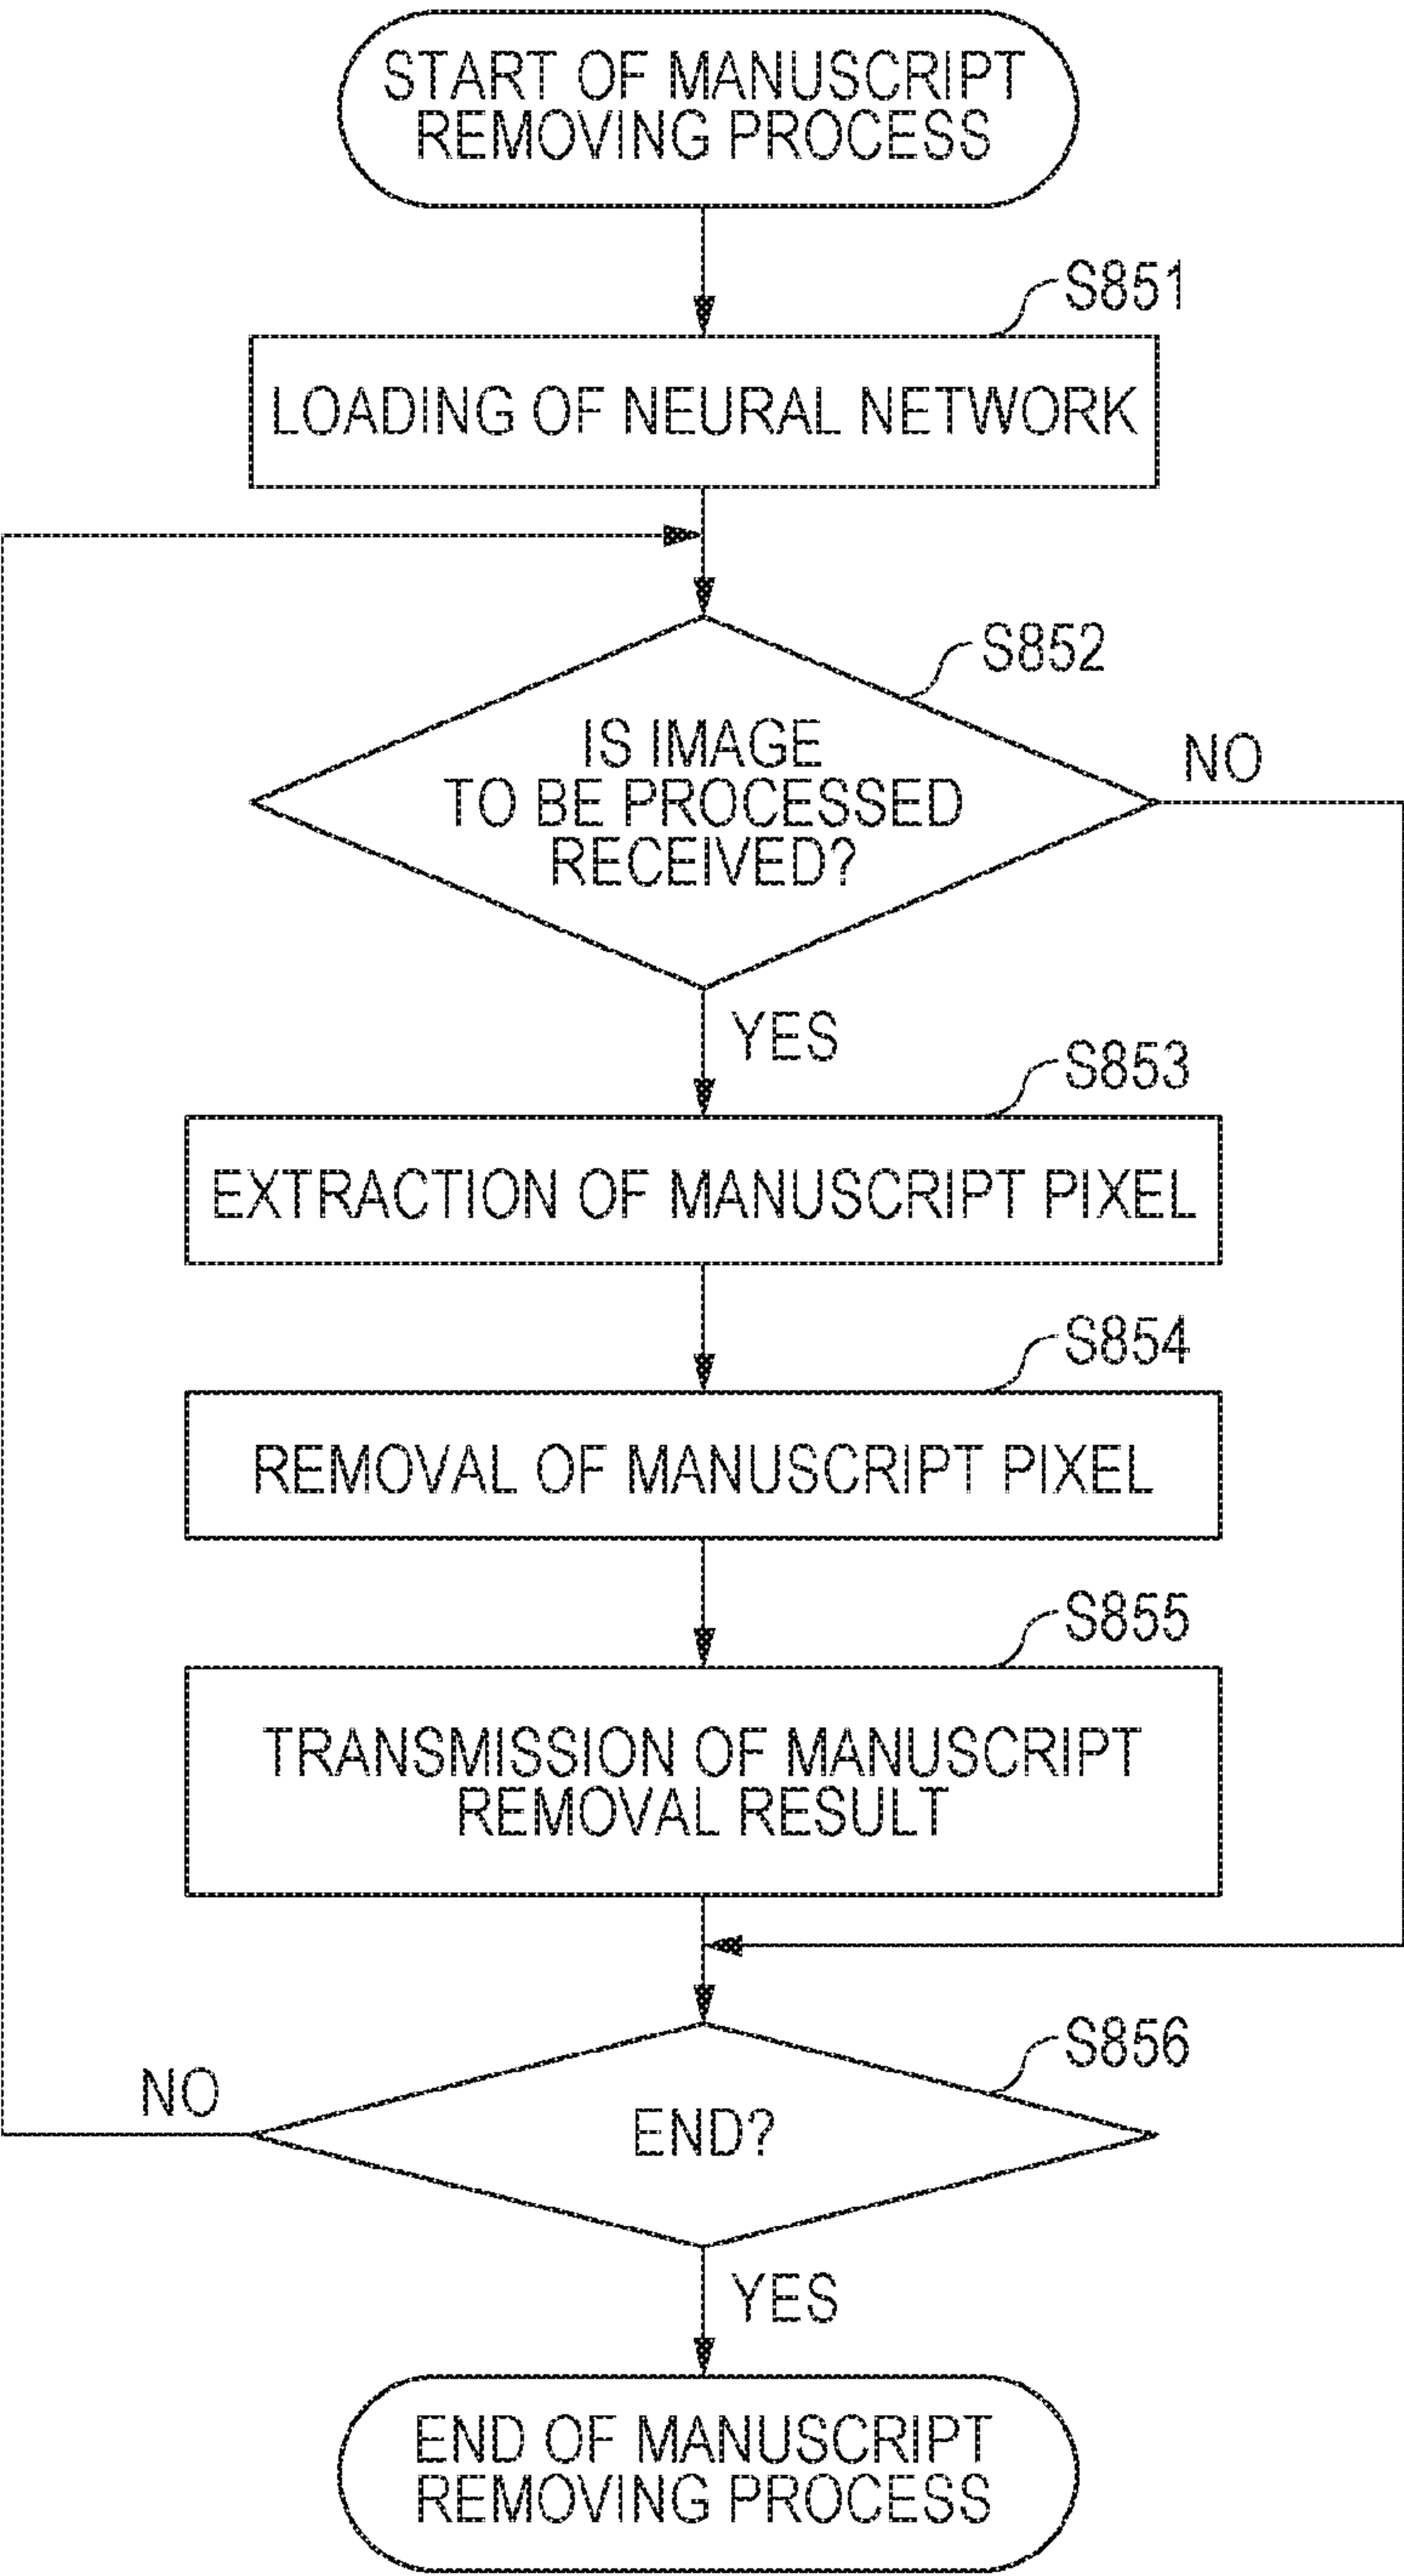 START OF MANUSCRIPT
REMOVING PROCESS
S851
LOADING OF NEURAL NETWORK
S852
IS IMAGE
TO BE PROCESSED
RECEIVED?
NO
YES
S853
EXTRACTION OF MANUSCRIPT PIXEL
S854
REMOVAL OF MANUSCRIPT PIXEL
S855
TRANSMISSION OF MANUSCRIPT
REMOVAL RESULT
S856
NO
END?
YES
END OF MANUSCRIPT
REMOVING PROCESS